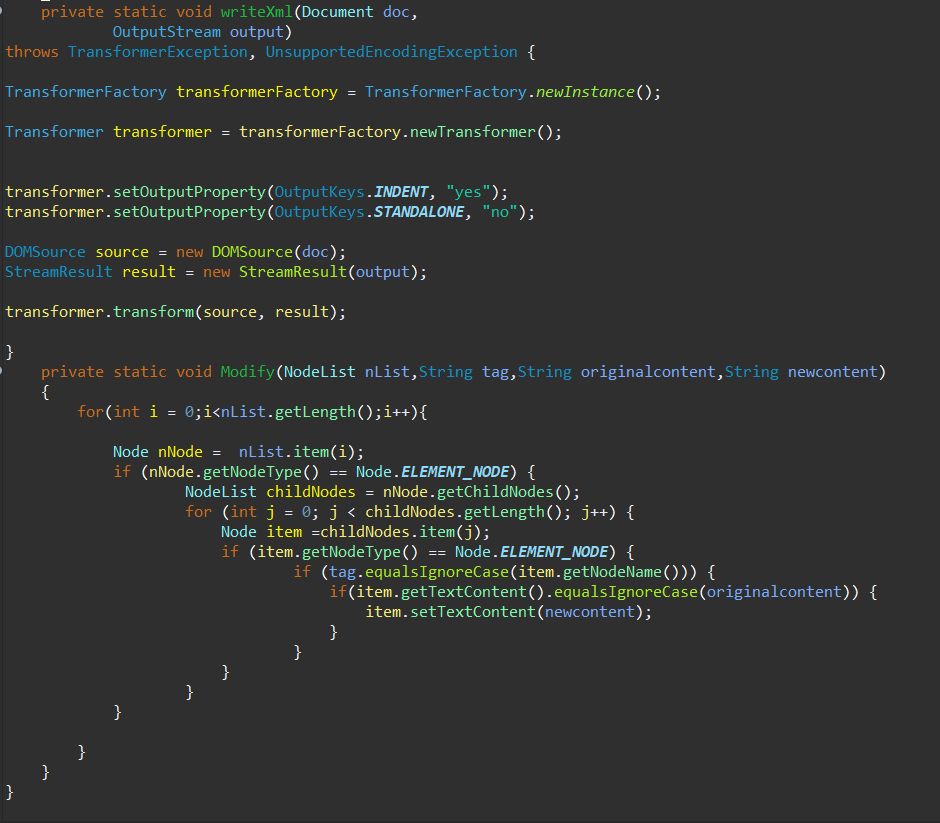 private static void writeXml(Document doc,
OutputStream output)
throws TransformerException, UnsupportedEncodingException {
TransformerFactory transformerFactory = TransformerFactory.newInstance();
Transformer transformer = transformerFactory.newTransformer();
transformer.setOutputProperty(OutputKeys.INDENT, "yes");
transformer.setOutputProperty(OutputKeys.STANDALONE, "no");
DOMSource source = new DOMSource(doc);
StreamResult result = new StreamResult(output);
transformer.transform(source, result);
}
private static void Modify(NodeList nList,String tag,String originalcontent,String newcontent)
{
for(int i = 0;i<nList.getLength();i++){
Node nNode =  nList.item(i);
if (nNode.getNodeType() == Node.ELEMENT_NODE) {
NodeList childNodes = nNode.getChildNodes();
for (int j = 0; j < childNodes.getLength(); j++) {
Node item =childNodes.item(j);
if (item.getNodeType() == Node.ELEMENT_NODE) {
if (tag.equalsIgnoreCase(item.getNodeName())) {
if(item.getTextContent().equalsIgnoreCase(originalcontent)) {
item.setTextContent(newcontent);
}
}
}
}
}
}
}
}